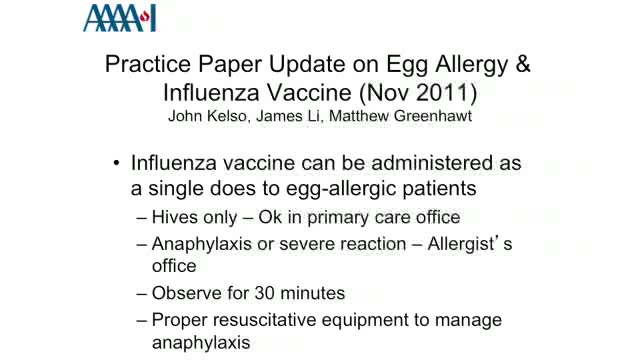 AAAAI
Practice Paper Update on Egg Allergy &
Influenza Vaccine (Nov 2011)
John Kelso, James Li, Matthew Greenhawt
• Influenza vaccine can be administered as
a single does to egg-allergic patients
– Hives only – Ok in primary care office
– Anaphylaxis or severe reaction – Allergist’s
office
– Observe for 30 minutes
– Proper resuscitative equipment to manage
anaphylaxis